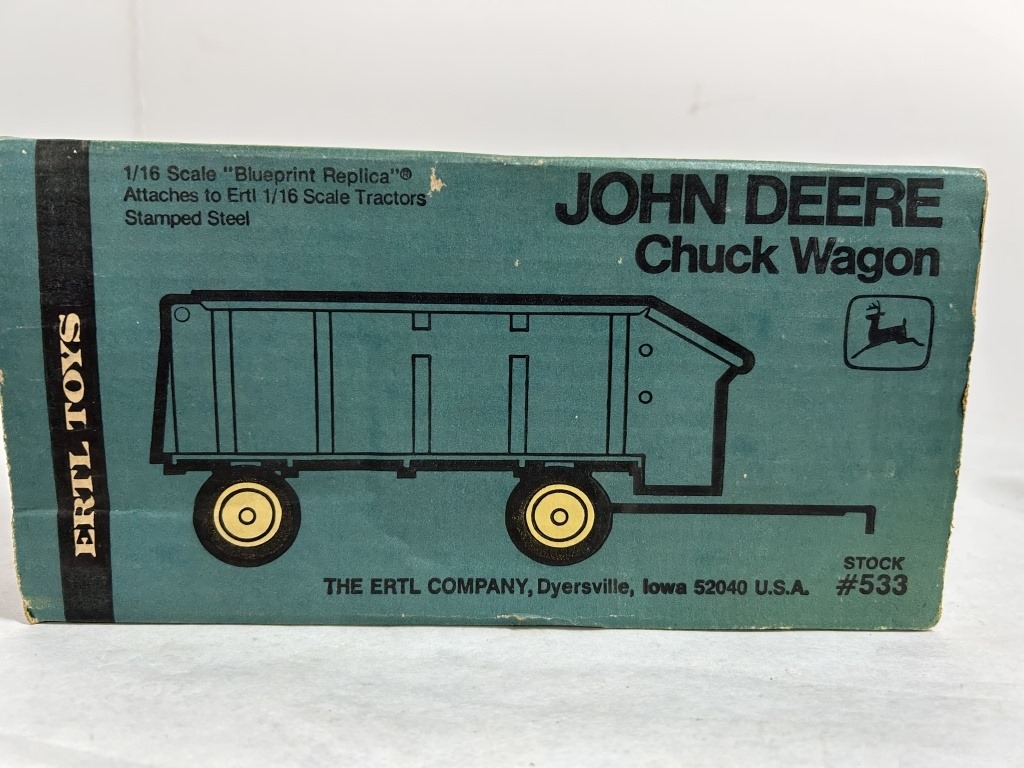 1/16 Scale "Blueprint Replica"®
Attaches to Ertl 1/16 Scale Tractors
Stamped Steel
JOHN DEERE
Chuck Wagon
ERTL TOYS
STOCK
#533
THE ERTL COMPANY, Dyersville, Iowa 52040 U.S.A.